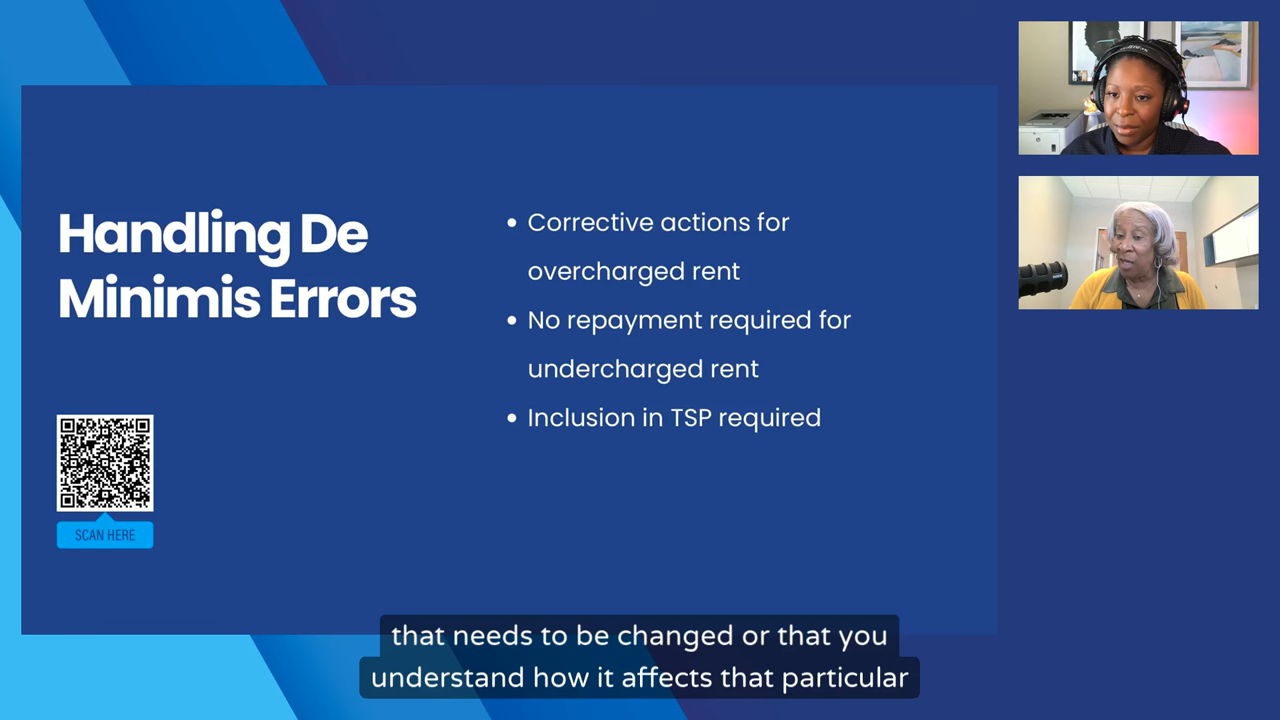 Handling De
Minimis Errors
• Corrective actions for
overcharged rent
• No repayment required for
undercharged rent
• Inclusion in TSP required
SCAN HERE
that needs to be changed or that you
understand how it affects that particular